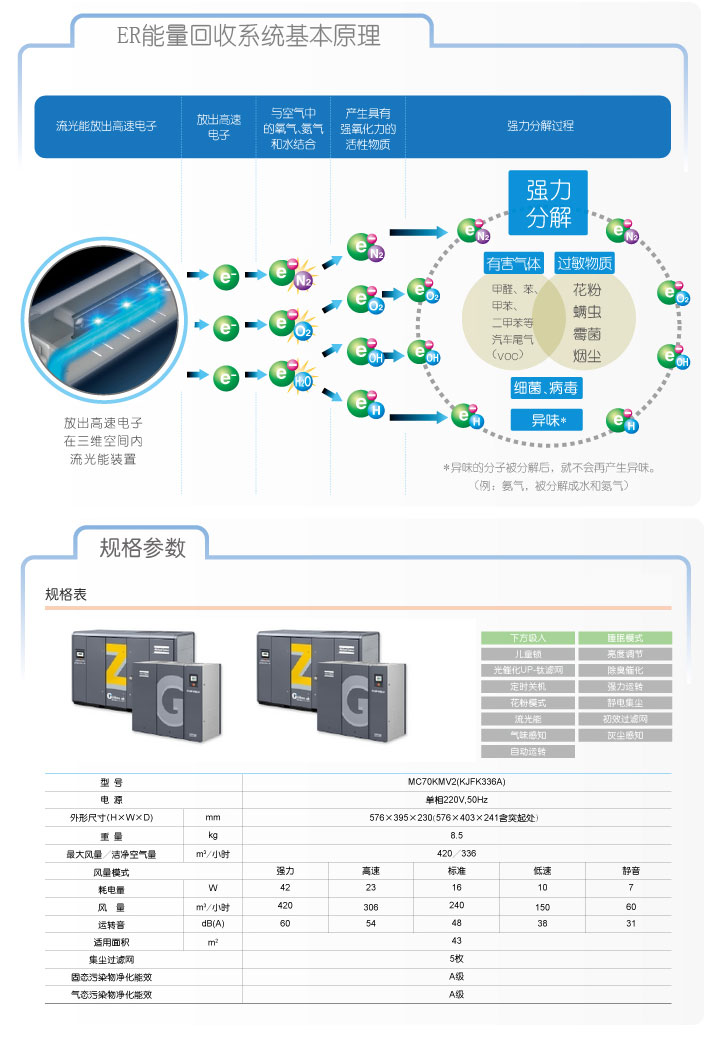 ER能量回收系统基本原理
流光能放出高速电子
放出高速
电子
与空气中
的氧气、氮气
和水结合
产生具有
强氧化力的
活性物质
强力分解过程
强力
分解
有害气体
过敏物质
甲醛、苯、
甲苯、
二甲苯等
汽车尾气
(VOC)
花粉
螨虫
霉菌
烟尘
细菌、病毒
异味*
e⁻
e⁻
e⁻
e N₂
e O₂
e H₂O
e N₂
e O₂
e OH
e H
e O₂
e OH
e N₂
e N₂
e O₂
e OH
e H
e H
放出高速电子
在三维空间内
流光能装置
*异味的分子被分解后，就不会再产生异味。
(例：氨气，被分解成水和氮气)
规格参数
规格表
Z
G
Z
G
下方吸入 睡眠模式
儿童锁 亮度调节
光催化UP-钛滤网 除臭催化
定时关机 强力运转
花粉模式 静电集尘
流光能 初效过滤网
气味感知 灰尘感知
自动运转
型 号 MC70KMV2(KJFK336A)
电 源 单相220V,50Hz
外形尺寸(H×W×D) mm 576×395×230(576×403×241含突起处)
重 量 kg 8.5
最大风量／洁净空气量 m³／小时 420／336
风量模式 强力 高速 标准 低速 静音
耗电量 W 42 23 16 10 7
风 量 m³／小时 420 306 240 150 60
运转音 dB(A) 60 54 48 38 31
适用面积 m² 43
集尘过滤网 5枚
固态污染物净化能效 A级
气态污染物净化能效 A级